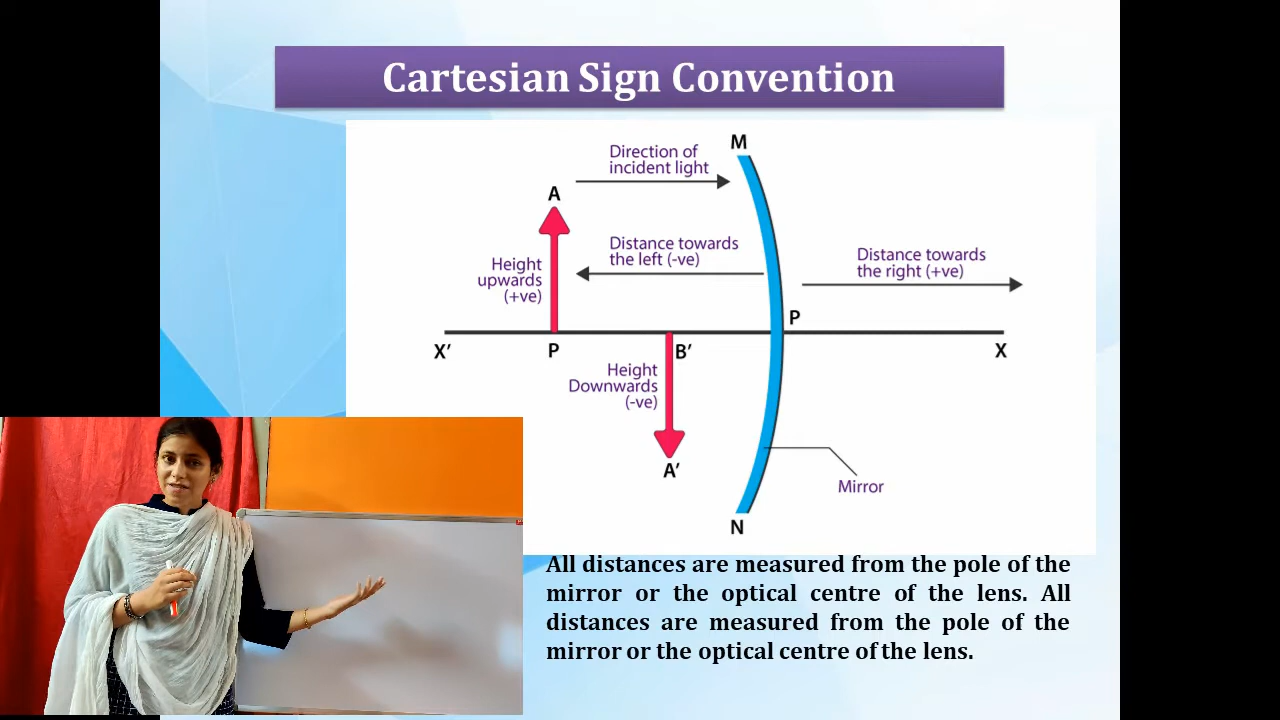 Cartesian Sign Convention
M
Direction of
incident light
A
Distance towards
the left (-ve)
Distance towards
the right (+ve)
Height
upwards
(+ve)
P
X′
P
B′
X
Height
Downwards
(-ve)
A′
Mirror
N
All distances are measured from the pole of the
mirror or the optical centre of the lens. All
distances are measured from the pole of the
mirror or the optical centre of the lens.